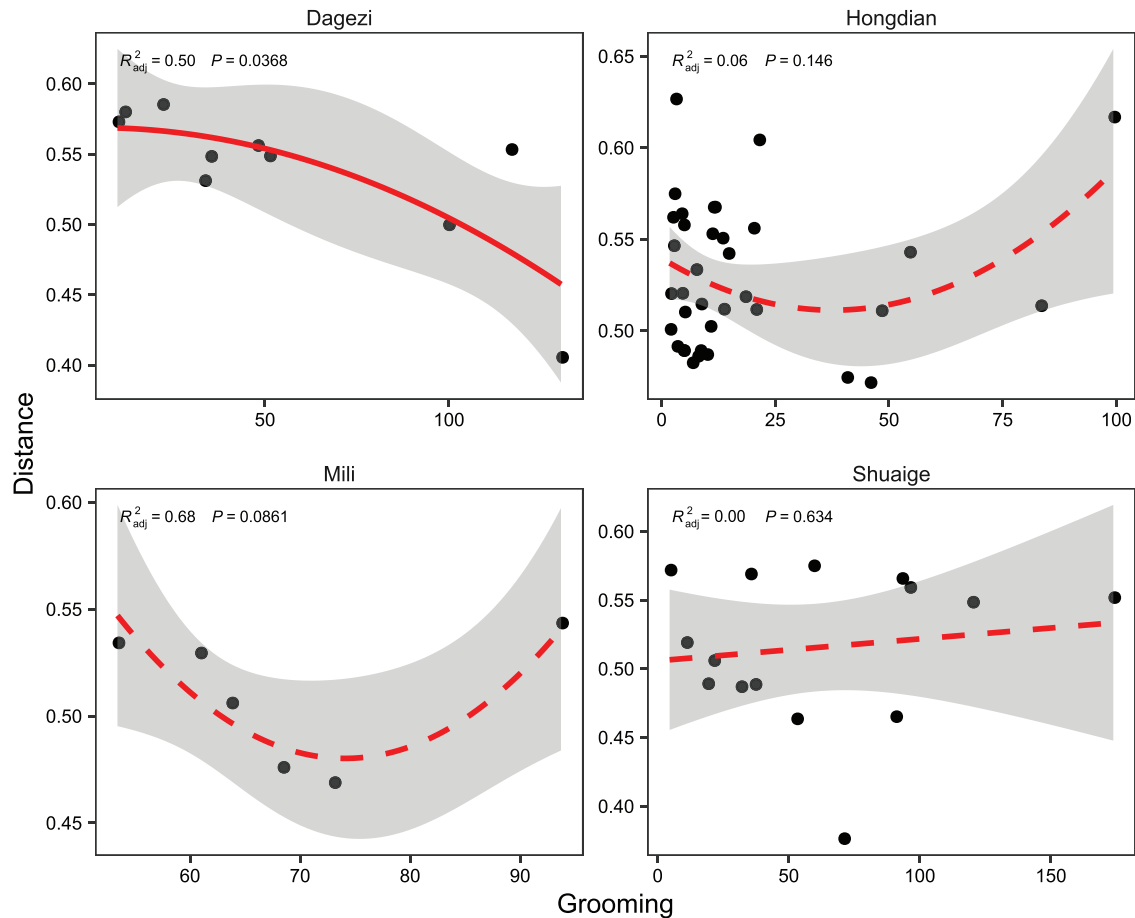 Dagezi
Hongdian
R²adj = 0.50 P = 0.0368
R²adj = 0.06 P = 0.146
0.60
0.55
0.50
0.45
0.40
0.65
0.60
0.55
0.50
50 100
0 25 50 75 100
Distance
Mili
Shuaige
R²adj = 0.68 P = 0.0861
R²adj = 0.00 P = 0.634
0.60
0.55
0.50
0.45
0.60
0.55
0.50
0.45
0.40
60 70 80 90
0 50 100 150
Grooming